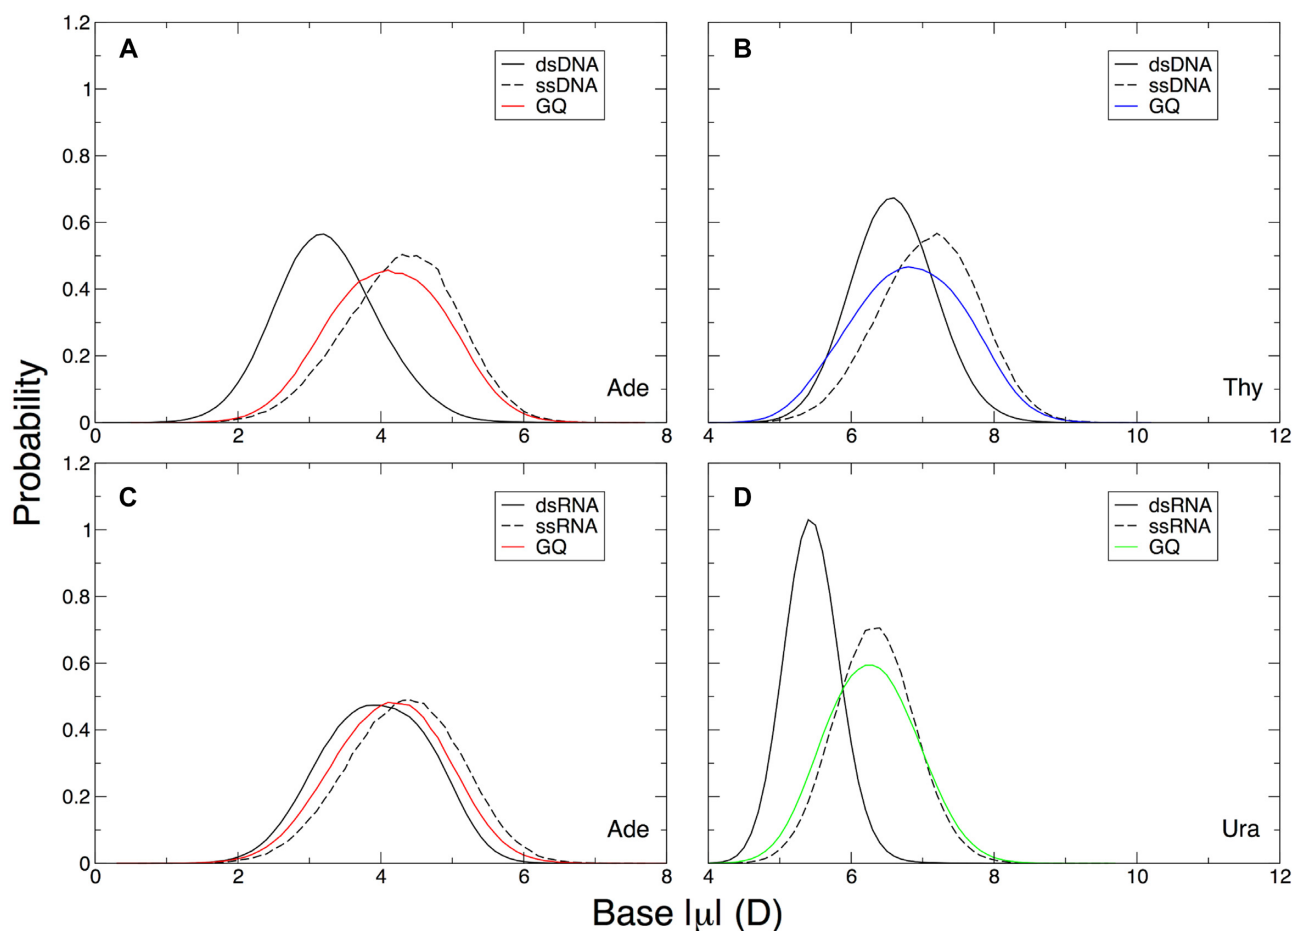 Probability
A
dsDNA
ssDNA
GQ
Ade
1.2
1
0.8
0.6
0.4
0.2
0
0 2 4 6 8
B
dsDNA
ssDNA
GQ
Thy
4 6 8 10 12
C
dsRNA
ssRNA
GQ
Ade
1.2
1
0.8
0.6
0.4
0.2
0
0 2 4 6 8
D
dsRNA
ssRNA
GQ
Ura
4 6 8 10 12
Base |μ| (D)